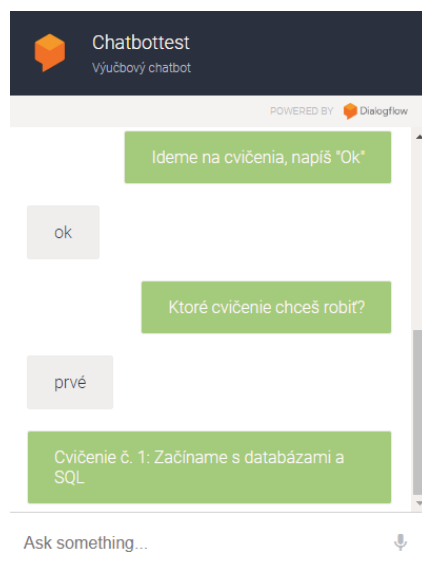 Chatbottest
Výučbový chatbot
POWERED BY Dialogflow
Ideme na cvičenia, napíš "Ok"
ok
Ktoré cvičenie chceš robiť?
prvé
Cvičenie č. 1: Začíname s databázami a
SQL
Ask something...